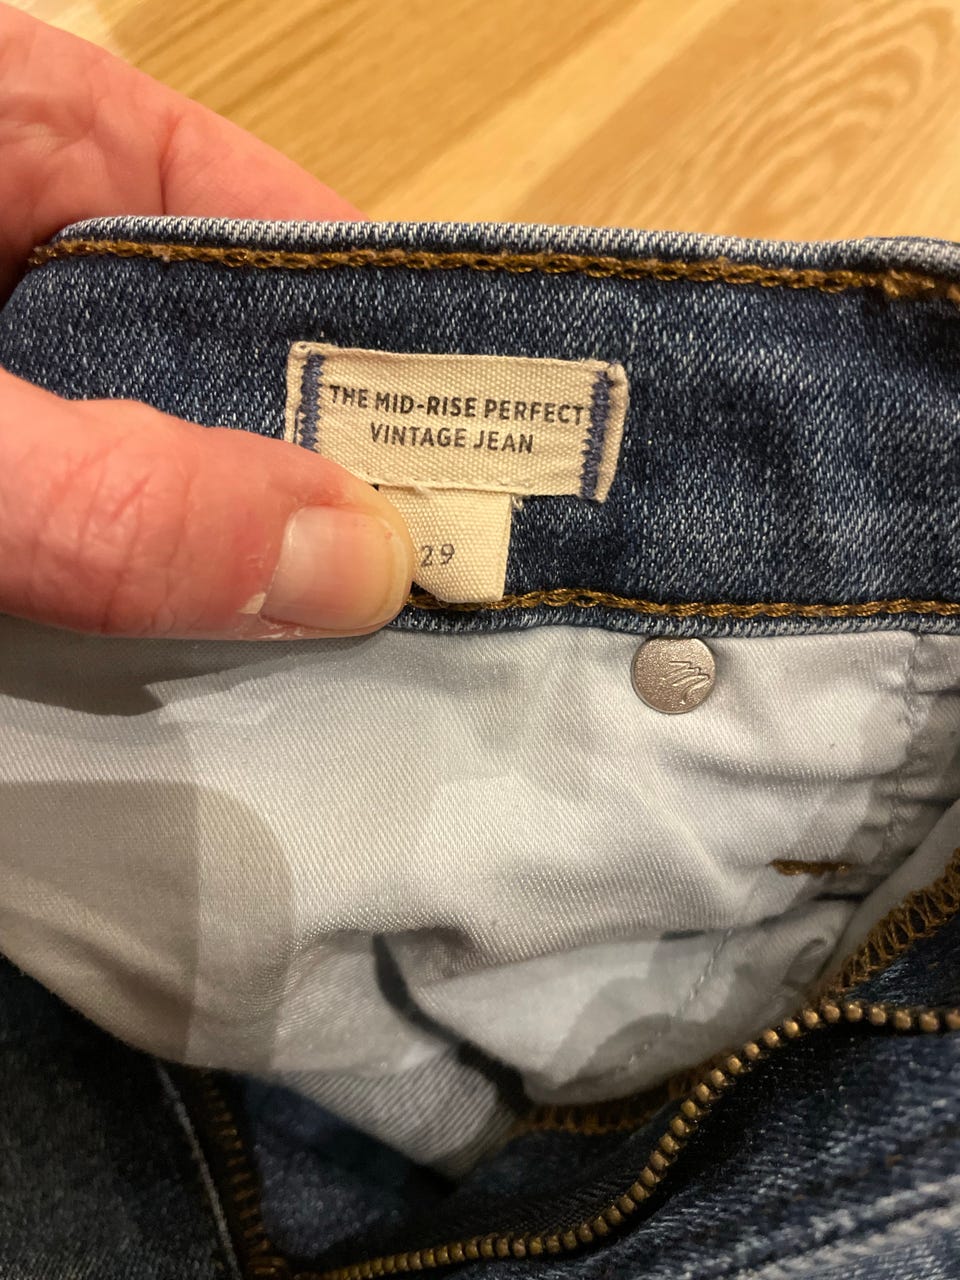 THE MID-RISE PERFECT
VINTAGE JEAN
29